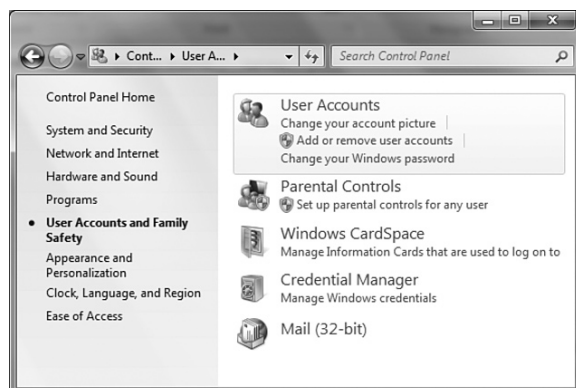 Cont... User A...
Search Control Panel
Control Panel Home
System and Security
Network and Internet
Hardware and Sound
Programs
User Accounts and Family
Safety
Appearance and
Personalization
Clock, Language, and Region
Ease of Access
User Accounts
Change your account picture
Add or remove user accounts
Change your Windows password
Parental Controls
Set up parental controls for any user
Windows CardSpace
Manage Information Cards that are used to log on to
Credential Manager
Manage Windows credentials
Mail (32-bit)